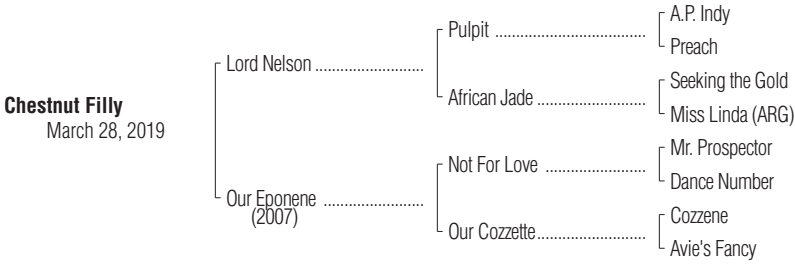 A.P. Indy
Pulpit ......................................
Preach
Lord Nelson ...........................
Seeking the Gold
African Jade ...........................
Miss Linda (ARG)
Chestnut Filly
March 28, 2019
Mr. Prospector
Not For Love ...........................
Dance Number
Our Eponene .........................
(2007)
Cozzene
Our Cozzette...........................
Avie's Fancy